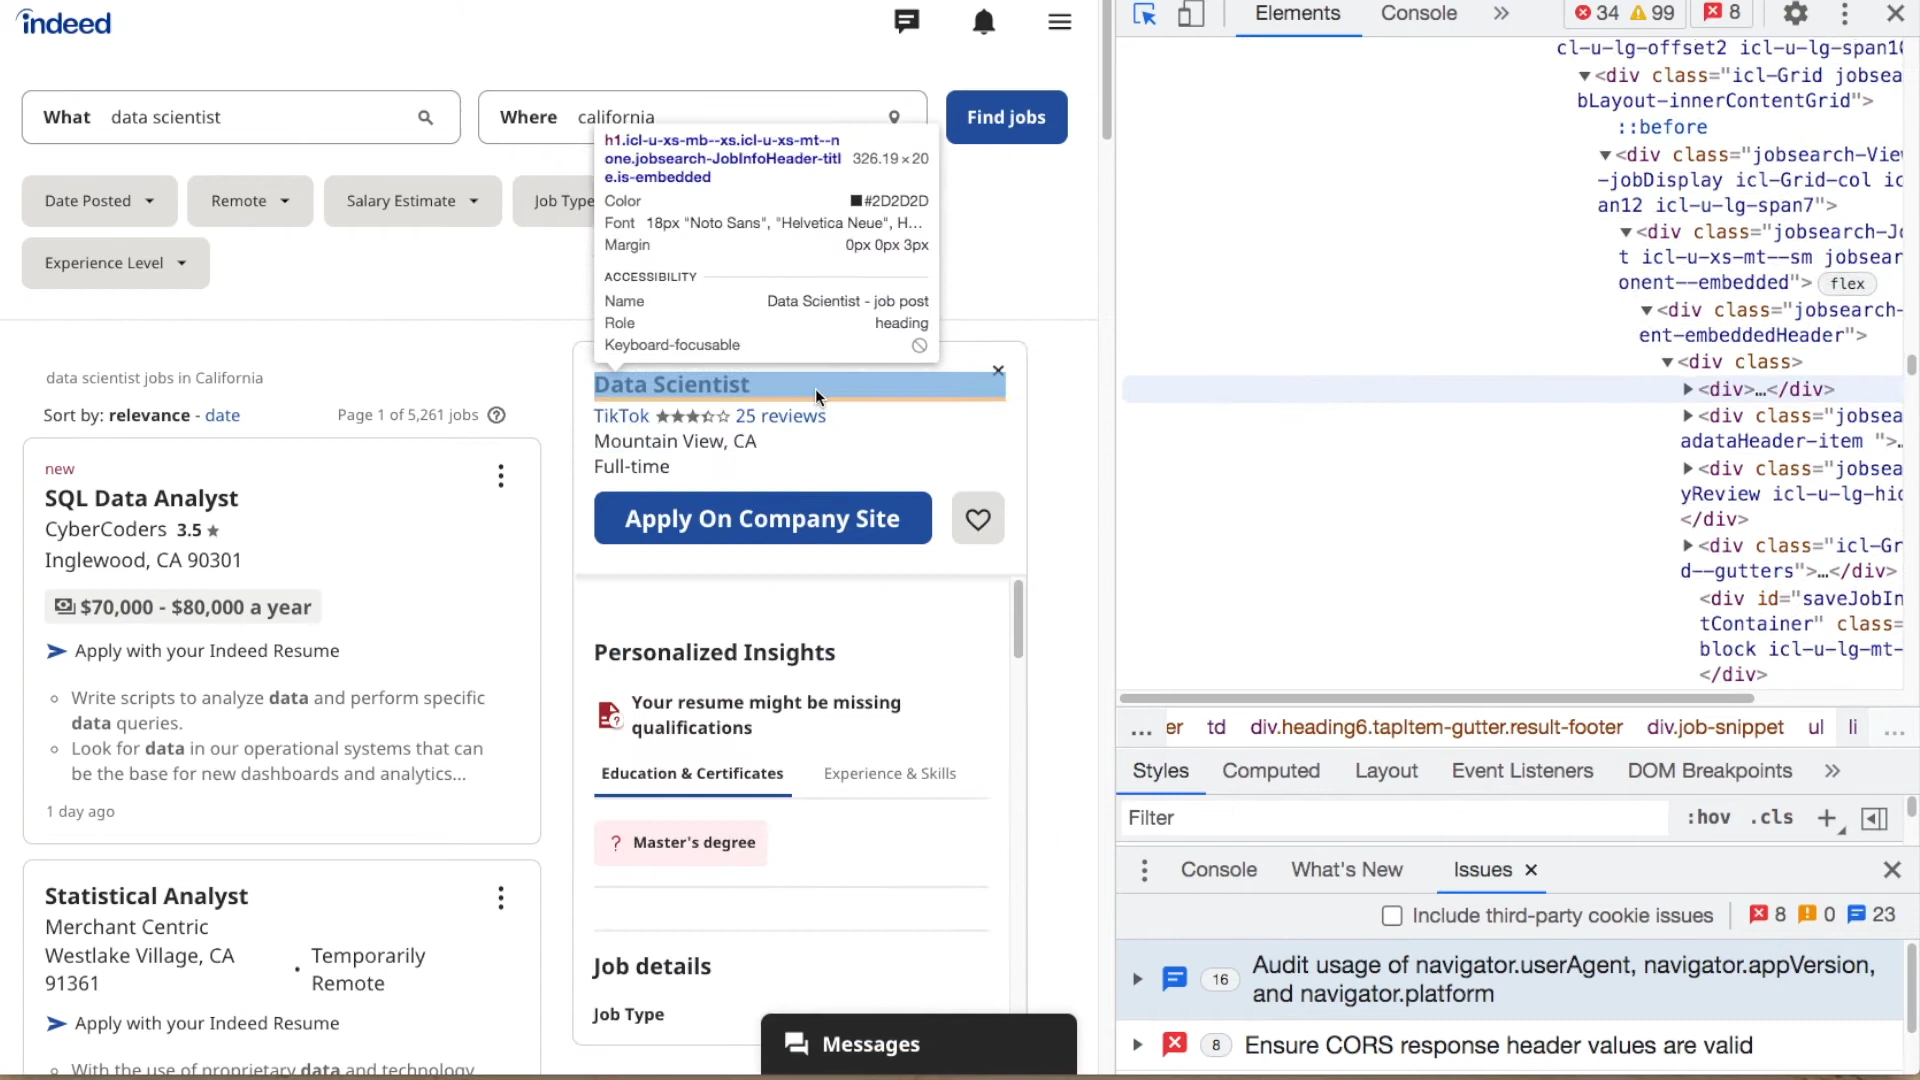 indeed
What data scientist
Where california
Find jobs
Date Posted
Remote
Salary Estimate
Job Type
Experience Level
h1.icl-u-xs-mb--xs.icl-u-xs-mt--n
one.jobsearch-JobInfoHeader-titl
e.is-embedded
326.19 × 20
Color #2D2D2D
Font 18px "Noto Sans", "Helvetica Neue", H...
Margin 0px 0px 3px
ACCESSIBILITY
Name Data Scientist - job post
Role heading
Keyboard-focusable
data scientist jobs in California
Sort by: relevance - date
Page 1 of 5,261 jobs
new
SQL Data Analyst
CyberCoders 3.5
Inglewood, CA 90301
$70,000 - $80,000 a year
Apply with your Indeed Resume
Write scripts to analyze data and perform specific
data queries.
Look for data in our operational systems that can
be the base for new dashboards and analytics...
1 day ago
Statistical Analyst
Merchant Centric
Westlake Village, CA
91361
• Temporarily
Remote
Apply with your Indeed Resume
With the use of proprietary data and technology
Data Scientist
TikTok 25 reviews
Mountain View, CA
Full-time
Apply On Company Site
Personalized Insights
Your resume might be missing
qualifications
Education & Certificates
Experience & Skills
? Master's degree
Job details
Job Type
Messages
Elements
Console
34
99
8
cl-u-lg-offset2 icl-u-lg-span10
<div class="icl-Grid jobsea
bLayout-innerContentGrid">
::before
<div class="jobsearch-Vie
-jobDisplay icl-Grid-col ic
an12 icl-u-lg-span7">
<div class="jobsearch-Jo
t icl-u-xs-mt--sm jobsear
onent--embedded"> flex
<div class="jobsearch-
ent-embeddedHeader">
<div class>
<div>…</div>
<div class="jobsea
adataHeader-item ">…
<div class="jobsea
yReview icl-u-lg-hid
</div>
<div class="icl-Gr
d--gutters">…</div>
<div id="saveJobIn
tContainer" class=
block icl-u-lg-mt-
</div>
... er td div.heading6.tapItem-gutter.result-footer div.job-snippet ul li ...
Styles
Computed
Layout
Event Listeners
DOM Breakpoints
Filter
:hov .cls
Console
What's New
Issues
Include third-party cookie issues
8
0
23
16
Audit usage of navigator.userAgent, navigator.appVersion,
and navigator.platform
8
Ensure CORS response header values are valid